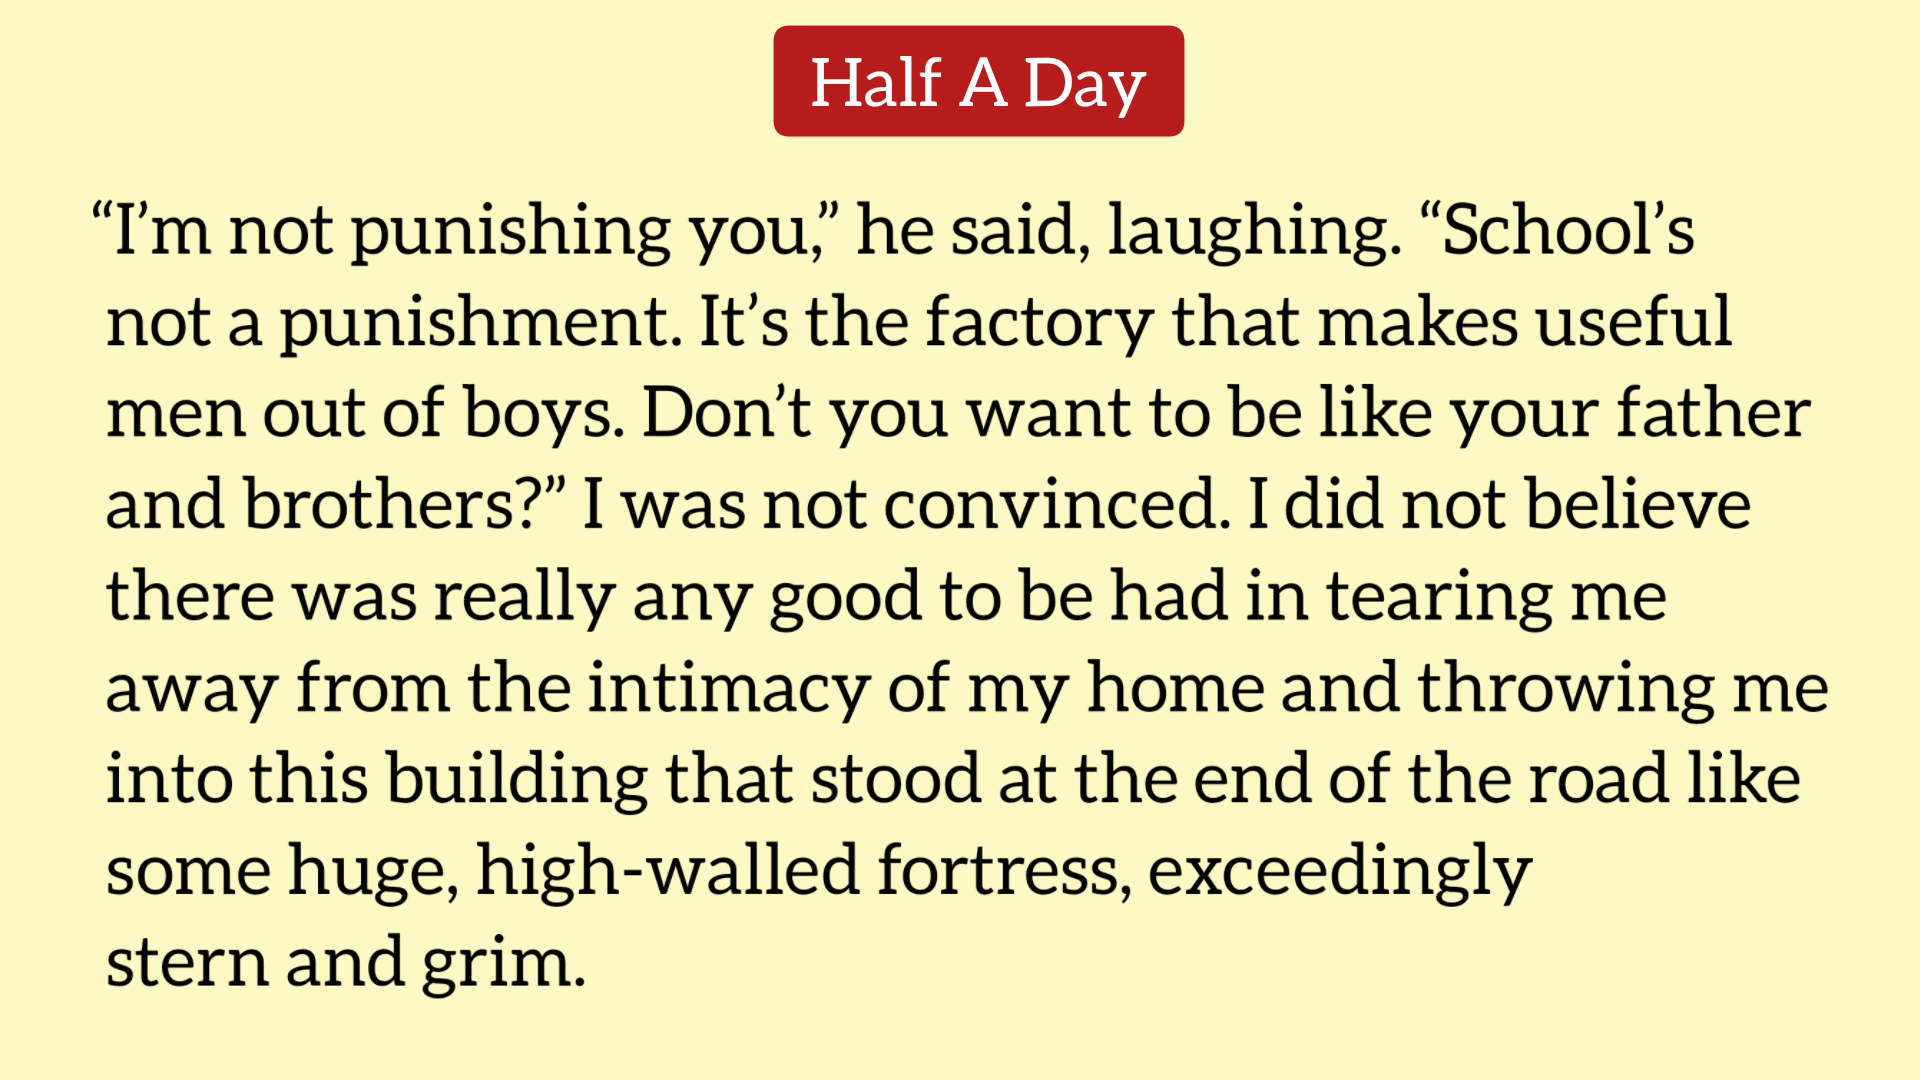 Half A Day
“I’m not punishing you,” he said, laughing. “School’s
not a punishment. It’s the factory that makes useful
men out of boys. Don’t you want to be like your father
and brothers?” I was not convinced. I did not believe
there was really any good to be had in tearing me
away from the intimacy of my home and throwing me
into this building that stood at the end of the road like
some huge, high-walled fortress, exceedingly
stern and grim.